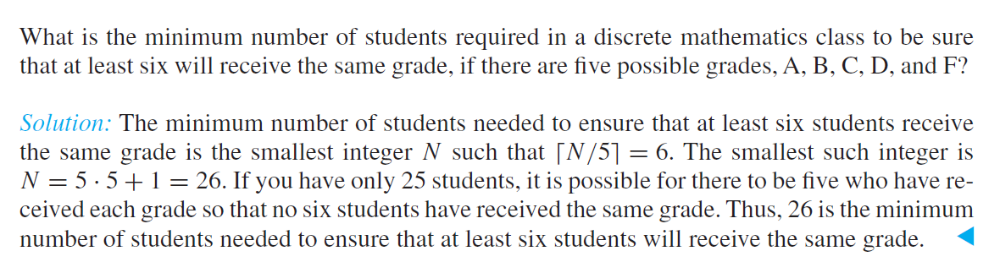 What is the minimum number of students required in a discrete mathematics class to be sure
that at least six will receive the same grade, if there are five possible grades, A, B, C, D, and F?
Solution: The minimum number of students needed to ensure that at least six students receive
the same grade is the smallest integer N such that ⌈N/5⌉ = 6. The smallest such integer is
N = 5 · 5 + 1 = 26. If you have only 25 students, it is possible for there to be five who have re-
ceived each grade so that no six students have received the same grade. Thus, 26 is the minimum
number of students needed to ensure that at least six students will receive the same grade.